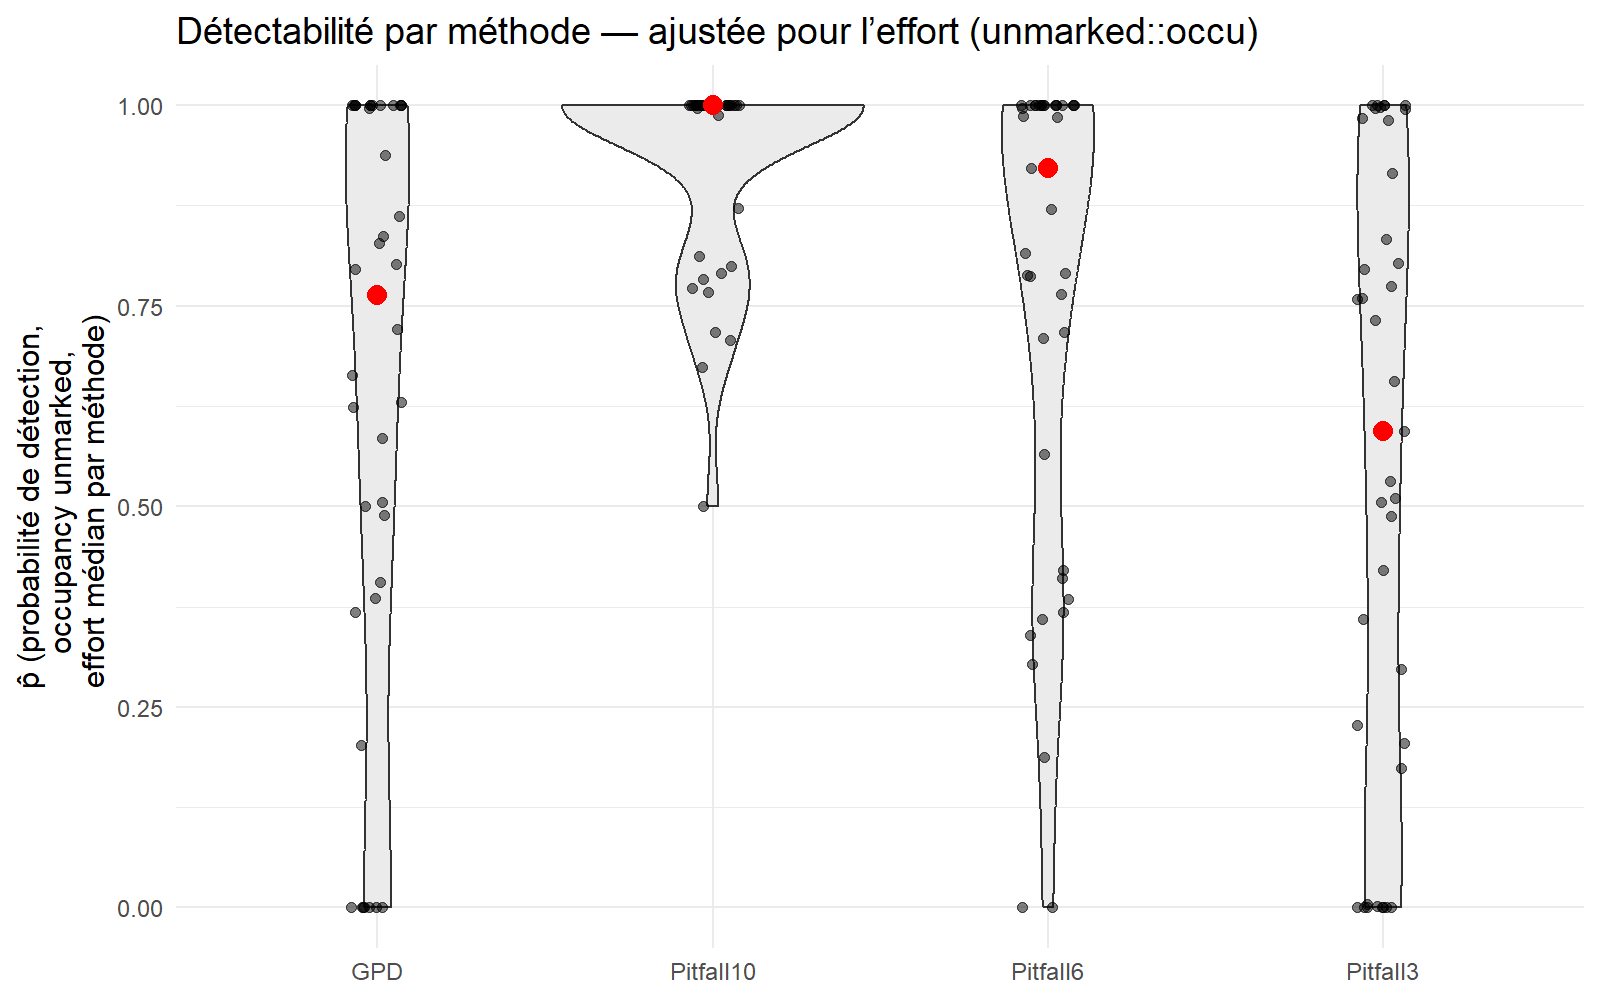 Détectabilité par méthode — ajustée pour l’effort (unmarked::occu)
p̂ (probabilité de détection,
occupancy unmarked,
effort médian par méthode)
1.00
0.75
0.50
0.25
0.00
GPD
Pitfall10
Pitfall6
Pitfall3